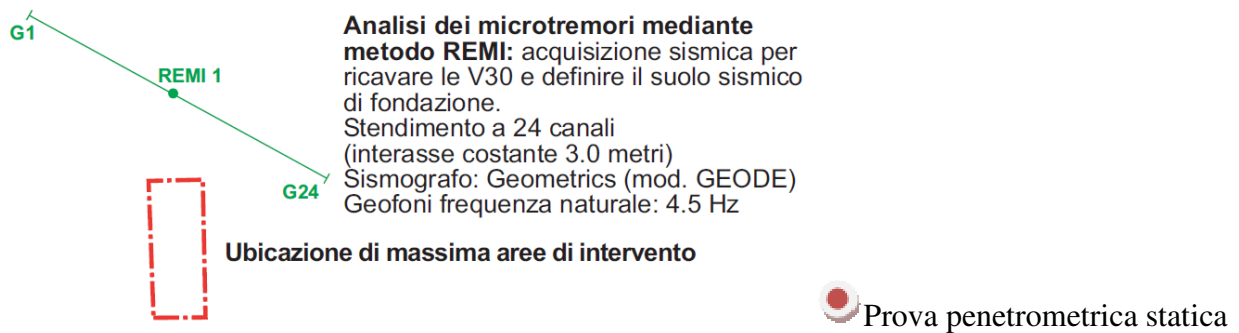 G1
REMI 1
G24
Analisi dei microtremori mediante
metodo REMI: acquisizione sismica per
ricavare le V30 e definire il suolo sismico
di fondazione.
Stendimento a 24 canali
(interasse costante 3.0 metri)
Sismografo: Geometrics (mod. GEODE)
Geofoni frequenza naturale: 4.5 Hz
Ubicazione di massima aree di intervento
Prova penetrometrica statica